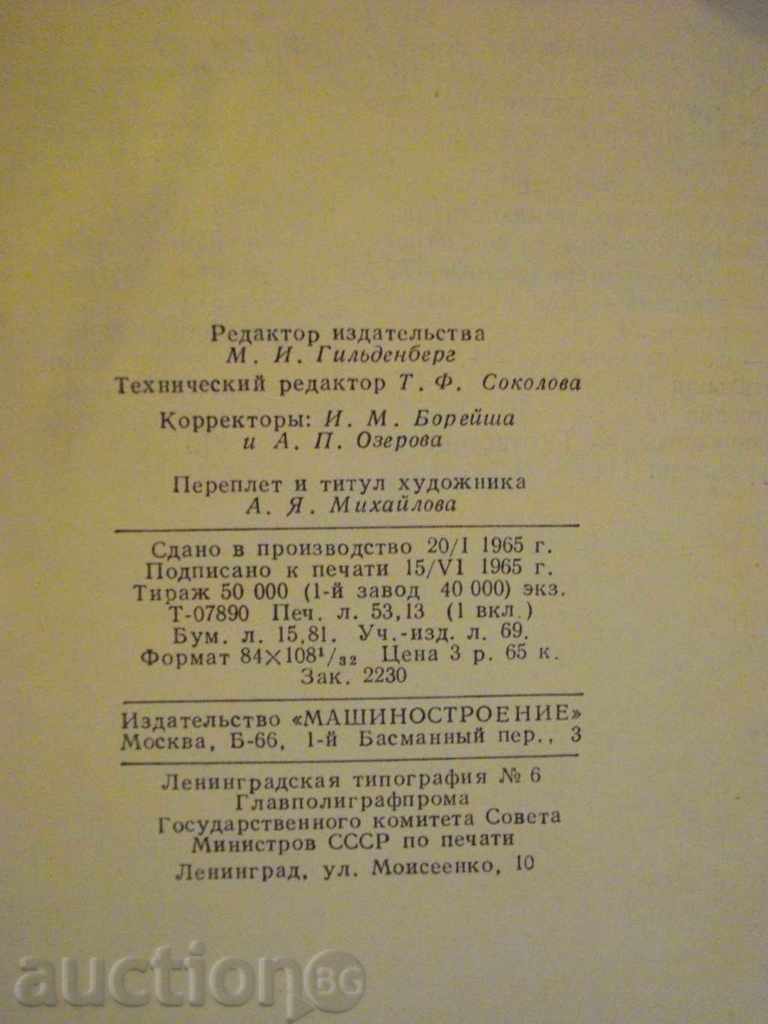 Редактор издательства
М. И. Гильденберг
Технический редактор Т. Ф. Соколова
Корректоры: И. М. Борейша
и А. П. Озерова
Переплет и титул художника
А. Я. Михайлова
Сдано в производство 20/I 1965 г.
Подписано к печати 15/VI 1965 г.
Тираж 50 000 (1-й завод 40 000) экз.
Т-07890 Печ. л. 53,13 (1 вкл.)
Бум. л. 15,81. Уч.-изд. л. 69.
Формат 84×108¹/₃₂ Цена 3 р. 65 к.
Зак. 2230
Издательство «МАШИНОСТРОЕНИЕ»
Москва, Б-66, 1-й Басманный пер., 3
Ленинградская типография № 6
Главполиграфпрома
Государственного комитета Совета
Министров СССР по печати
Ленинград, ул. Моисеенко, 10
auction BG